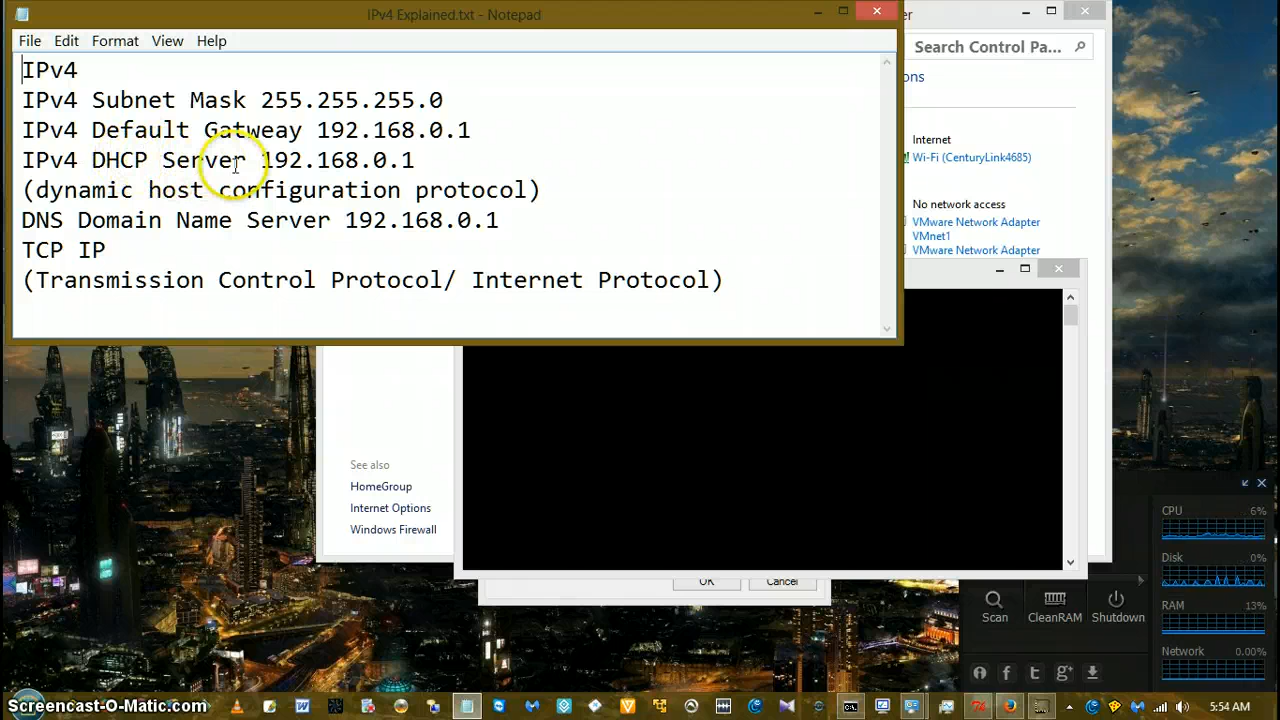 IPv4 Explained.txt - Notepad
er
File Edit Format View Help
Search Control Pa...
IPv4
IPv4 Subnet Mask 255.255.255.0
IPv4 Default Gatweay 192.168.0.1
IPv4 DHCP Server 192.168.0.1
(dynamic host configuration protocol)
DNS Domain Name Server 192.168.0.1
TCP IP
(Transmission Control Protocol/ Internet Protocol)
ons
Internet
Wi-Fi (CenturyLink4685)
No network access
VMware Network Adapter
VMnet1
VMware Network Adapter
See also
HomeGroup
Internet Options
Windows Firewall
OK Cancel
CPU 6%
Disk 0%
RAM 13%
Network 0.00%
Scan CleanRAM Shutdown
Screencast-O-Matic.com
5:54 AM